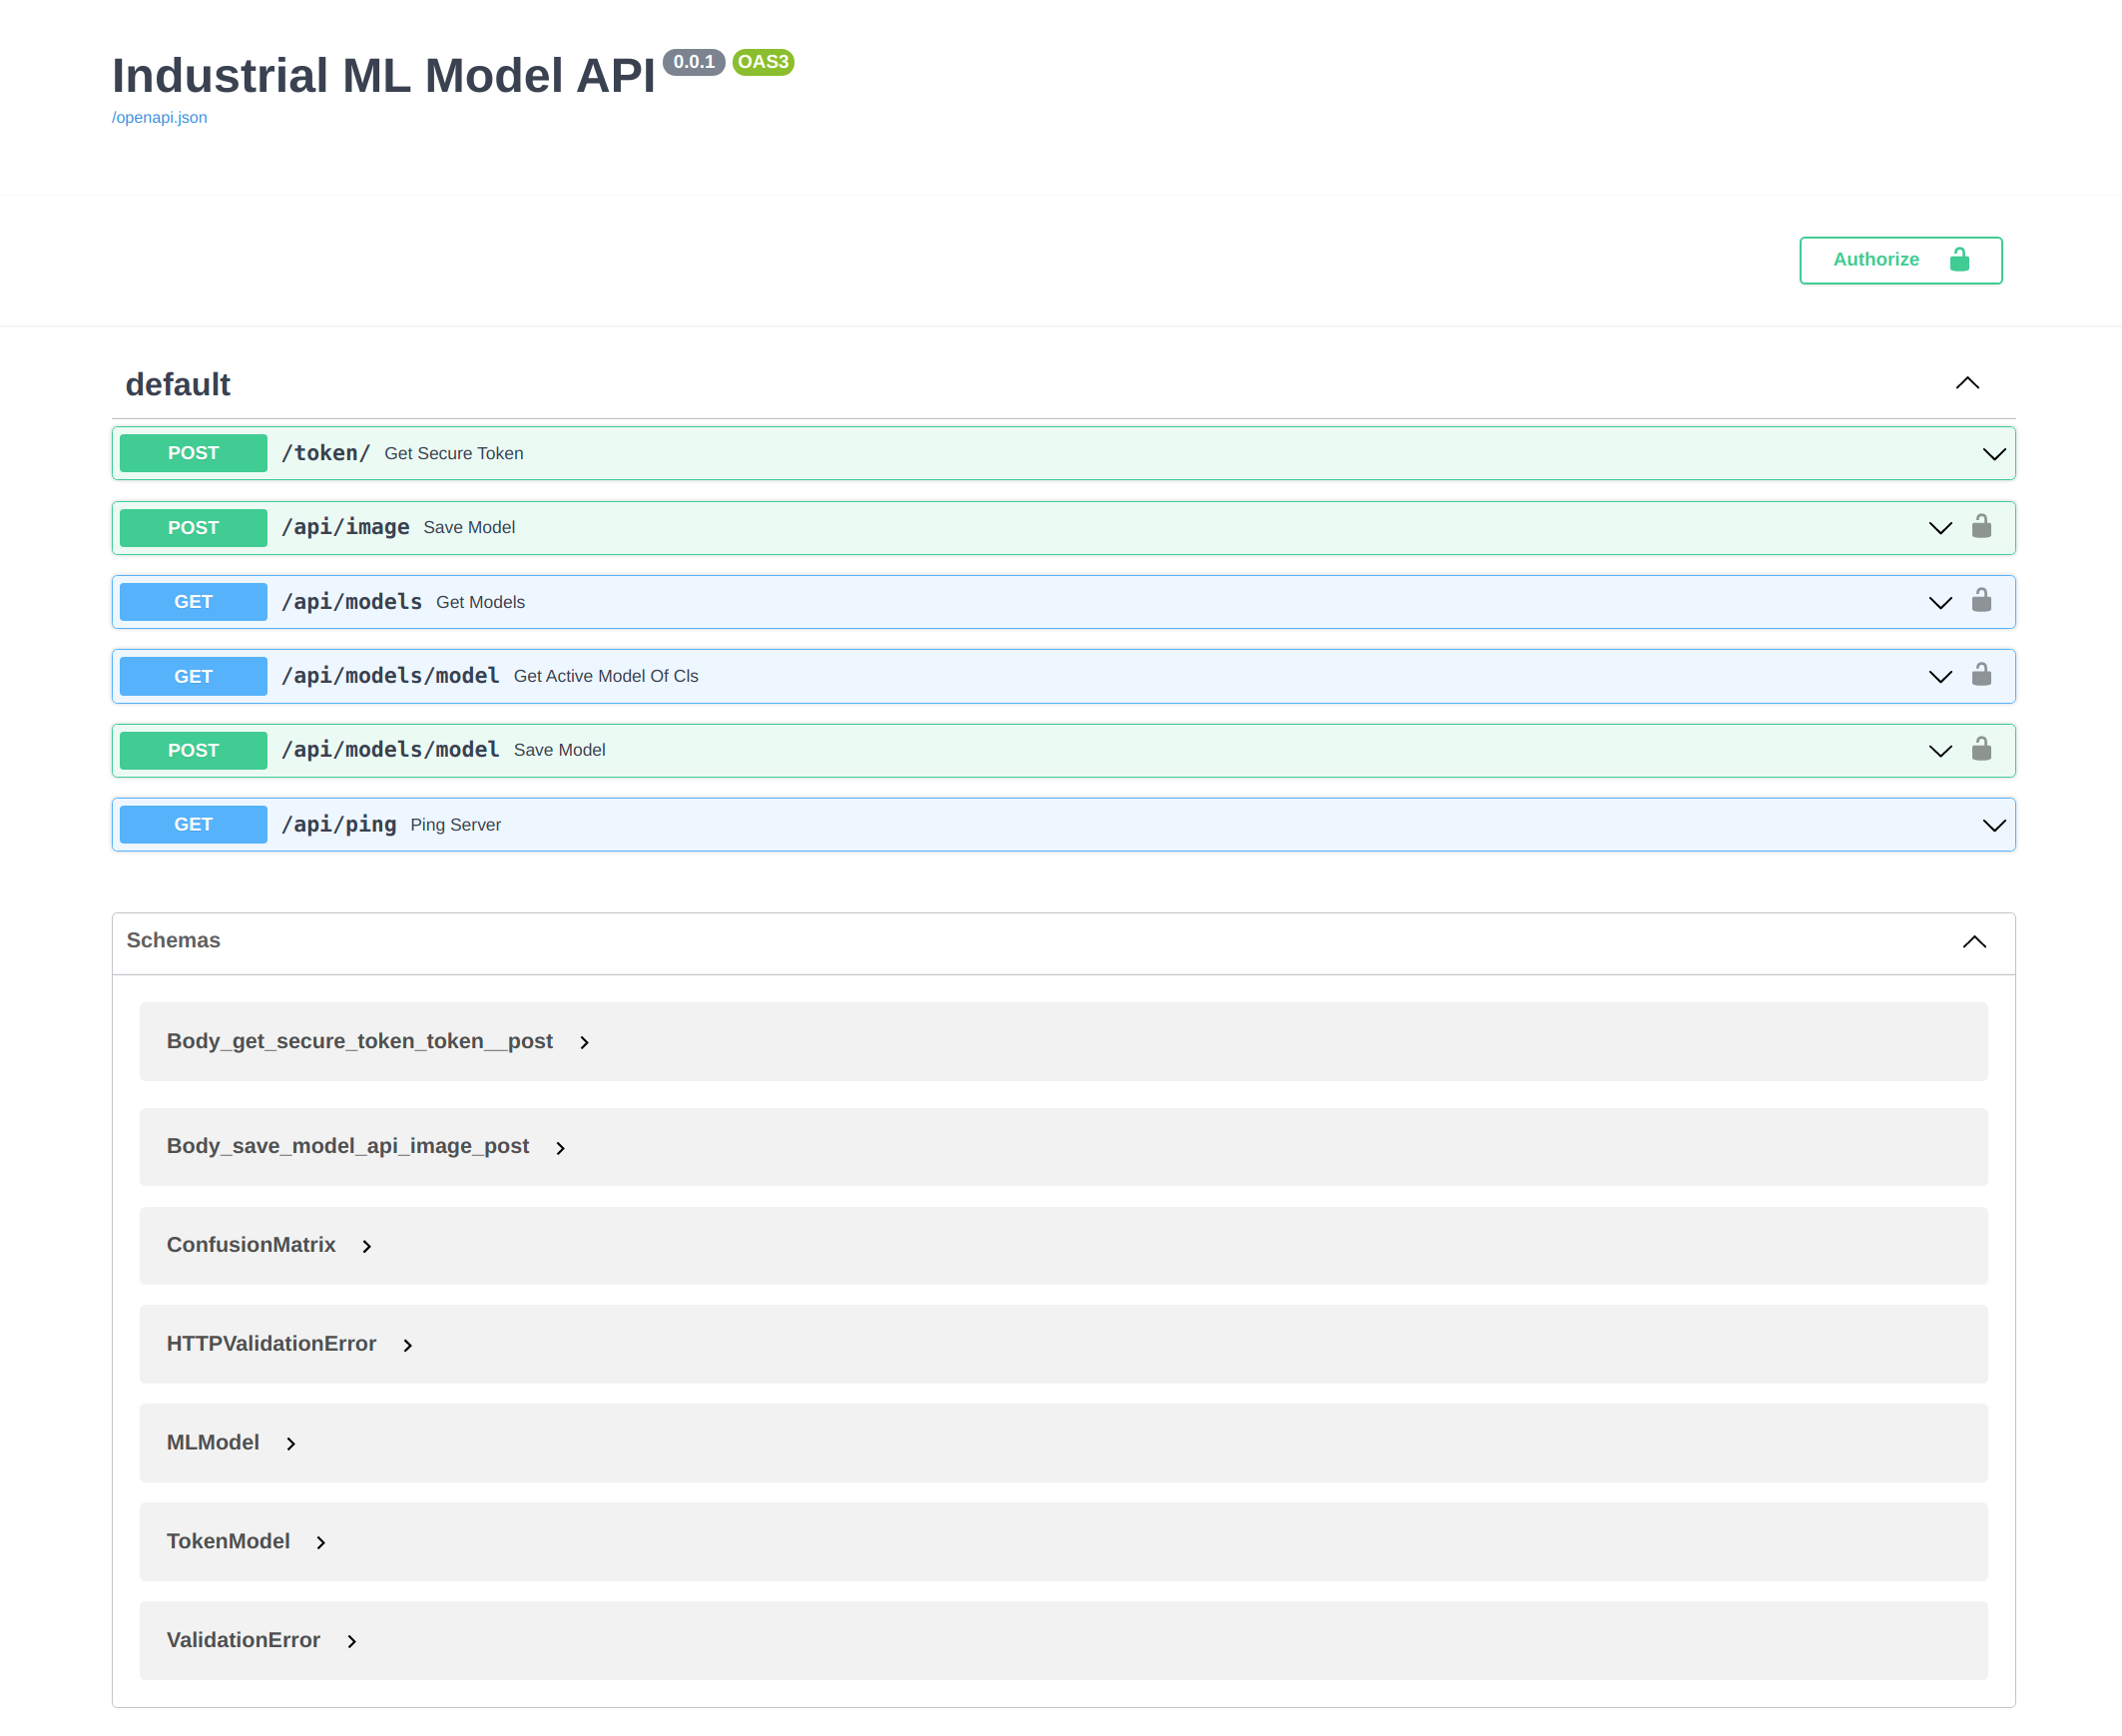 Industrial ML Model API 0.0.1 OAS3
/openapi.json
Authorize
default
POST /token/ Get Secure Token
POST /api/image Save Model
GET /api/models Get Models
GET /api/models/model Get Active Model Of Cls
POST /api/models/model Save Model
GET /api/ping Ping Server
Schemas
Body_get_secure_token_token__post
Body_save_model_api_image_post
ConfusionMatrix
HTTPValidationError
MLModel
TokenModel
ValidationError